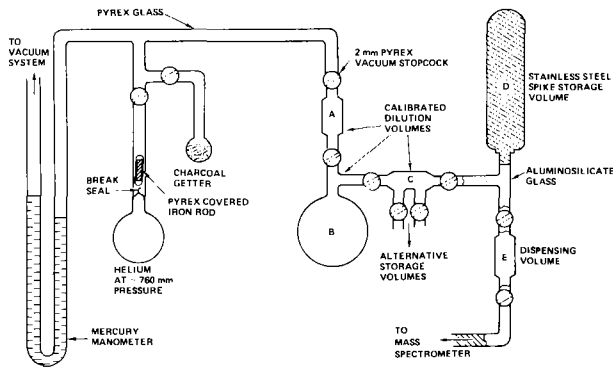 PYREX GLASS
TO
VACUUM
SYSTEM
2 mm PYREX
VACUUM STOPCOCK
D
STAINLESS STEEL
SPIKE STORAGE
VOLUME
A
CALIBRATED
DILUTION
VOLUMES
CHARCOAL
GETTER
BREAK
SEAL
PYREX COVERED
IRON ROD
C
ALUMINOSILICATE
GLASS
B
HELIUM
AT ~ 760 mm
PRESSURE
ALTERNATIVE
STORAGE
VOLUMES
E
DISPENSING
VOLUME
MERCURY
MANOMETER
TO
MASS
SPECTROMETER